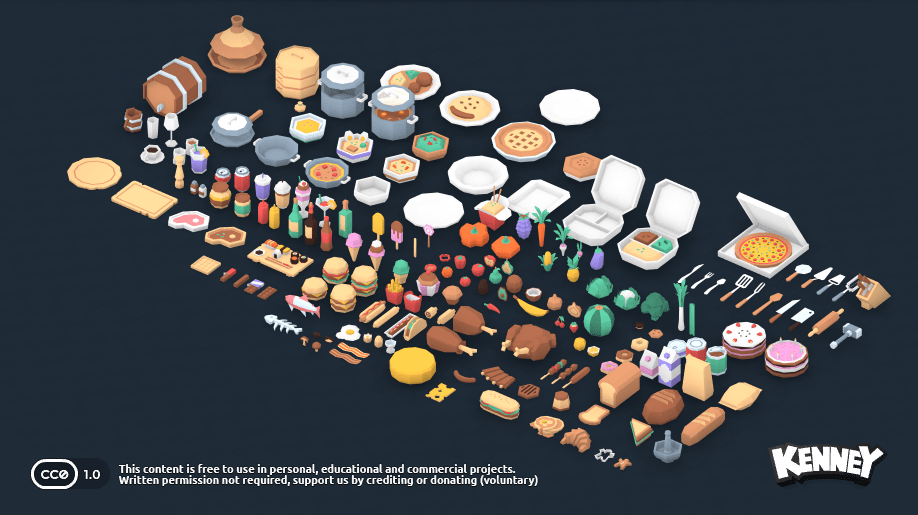 CC0 1.0
This content is free to use in personal, educational and commercial projects.
Written permission not required, support us by crediting or donating (voluntary)
KENNEY